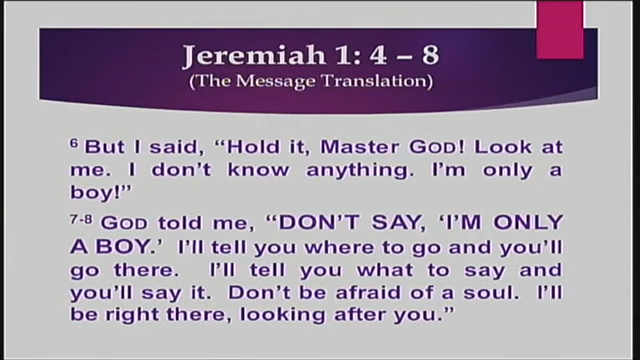 Jeremiah 1: 4 – 8
(The Message Translation)
6 But I said, “Hold it, Master GOD! Look at
me. I don’t know anything. I’m only a
boy!”
7-8 GOD told me, “DON’T SAY, ‘I’M ONLY
A BOY.’ I’ll tell you where to go and you’ll
go there. I’ll tell you what to say and
you’ll say it. Don’t be afraid of a soul. I’ll
be right there, looking after you.”